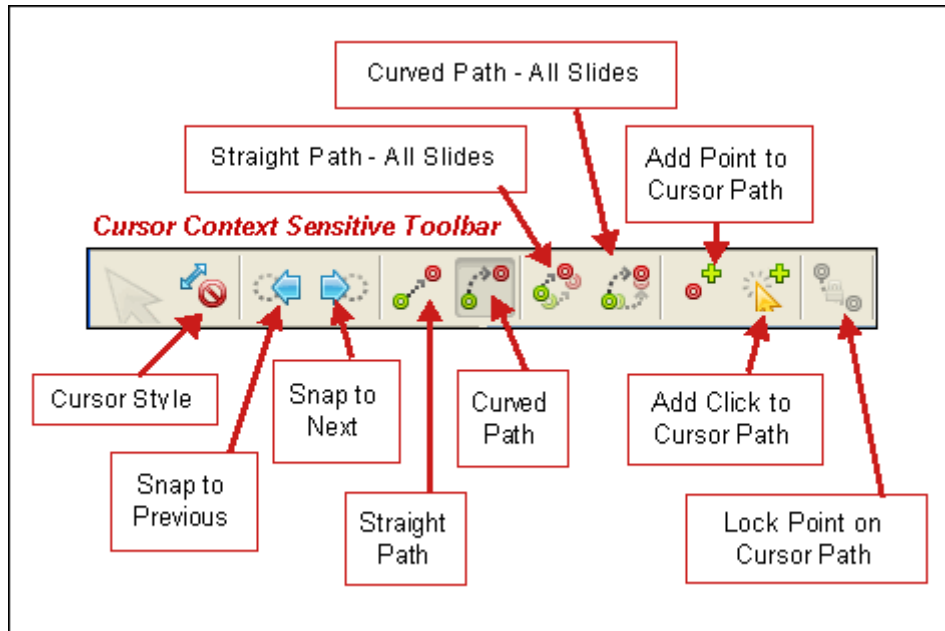 Curved Path - All Slides
Straight Path - All Slides
Add Point to
Cursor Path
Cursor Context Sensitive Toolbar
Cursor Style
Snap to
Next
Curved
Path
Add Click to
Cursor Path
Snap to
Previous
Straight
Path
Lock Point on
Cursor Path